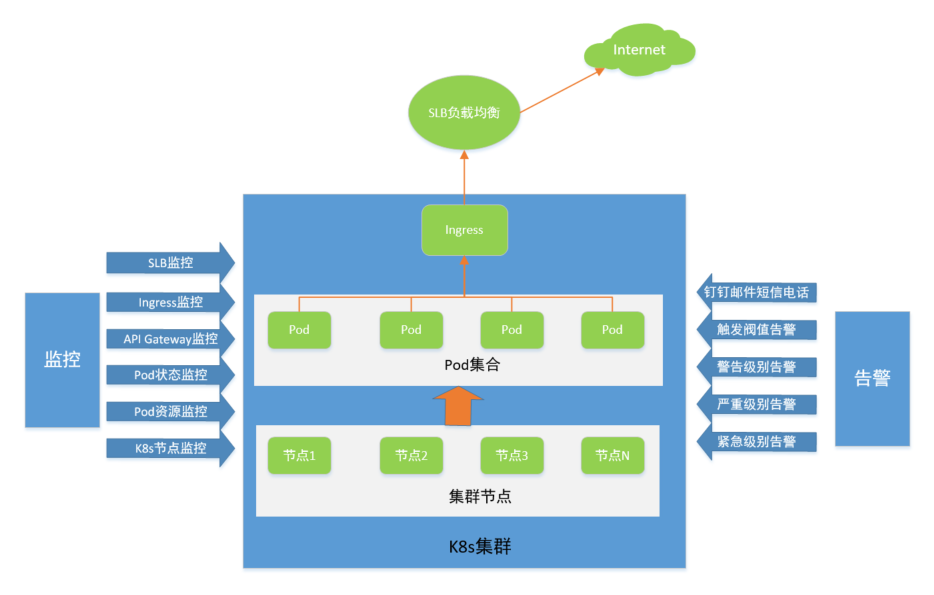 Internet
SLB负载均衡
Ingress
监控
SLB监控
Ingress监控
API Gateway监控
Pod状态监控
Pod资源监控
K8s节点监控
Pod
Pod
Pod
Pod
Pod集合
节点1
节点2
节点3
节点N
集群节点
K8s集群
钉钉邮件短信电话
触发阀值告警
警告级别告警
严重级别告警
紧急级别告警
告警